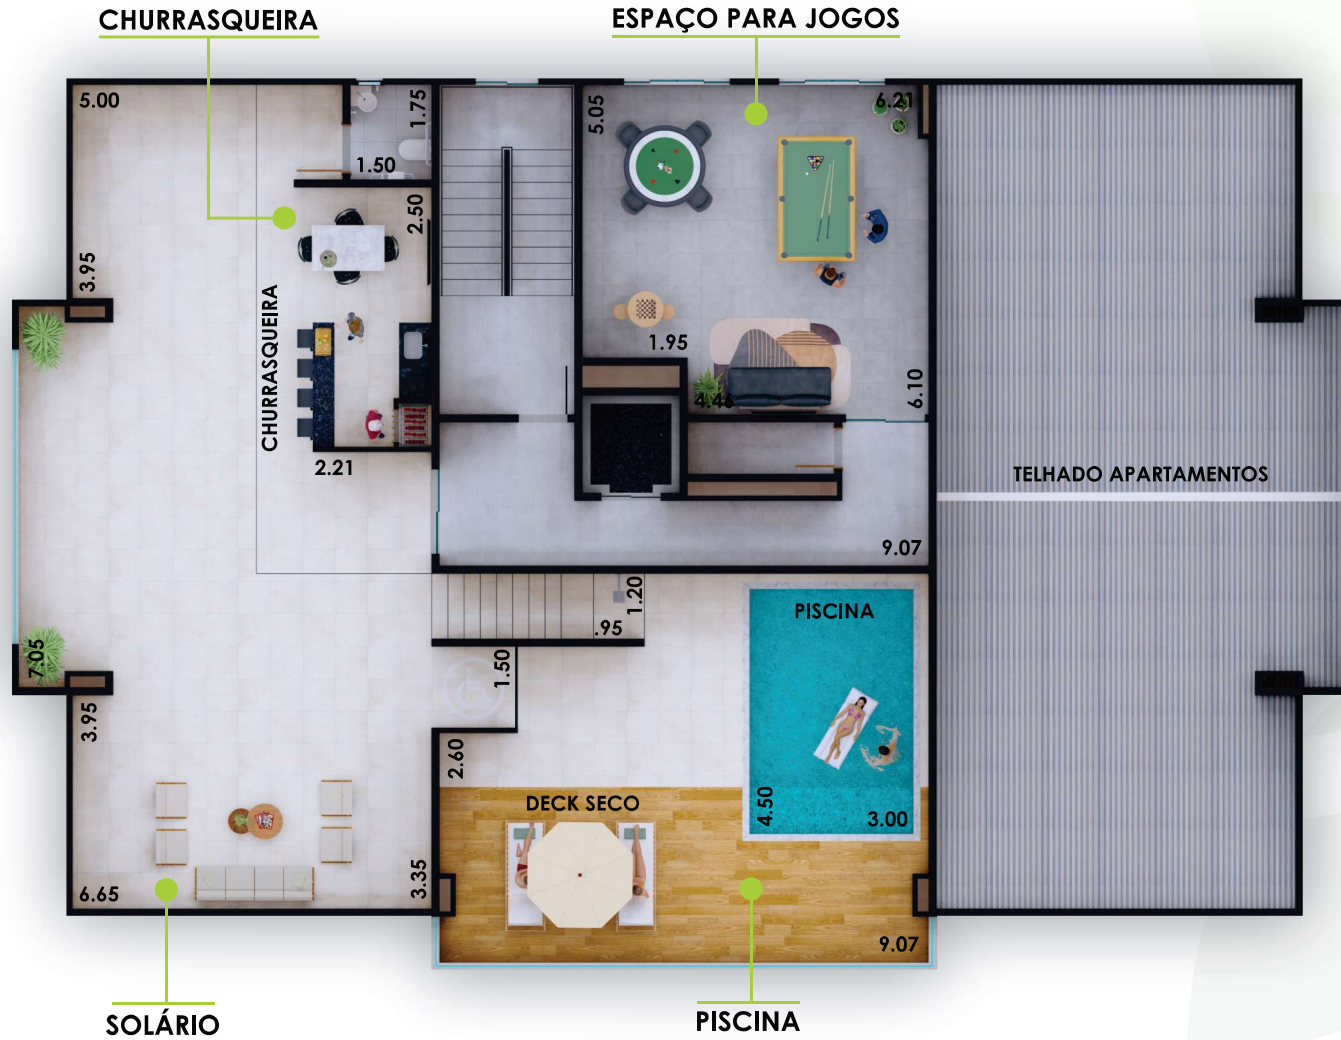 CHURRASQUEIRA
ESPAÇO PARA JOGOS
5.00
1.75
5.05
6.21
1.50
2.50
3.95
CHURRASQUEIRA
1.95
4.46
6.10
2.21
TELHADO APARTAMENTOS
9.07
1.20
.95
PISCINA
7.05
1.50
3.95
2.60
DECK SECO
4.50
3.00
6.65
3.35
9.07
SOLÁRIO
PISCINA